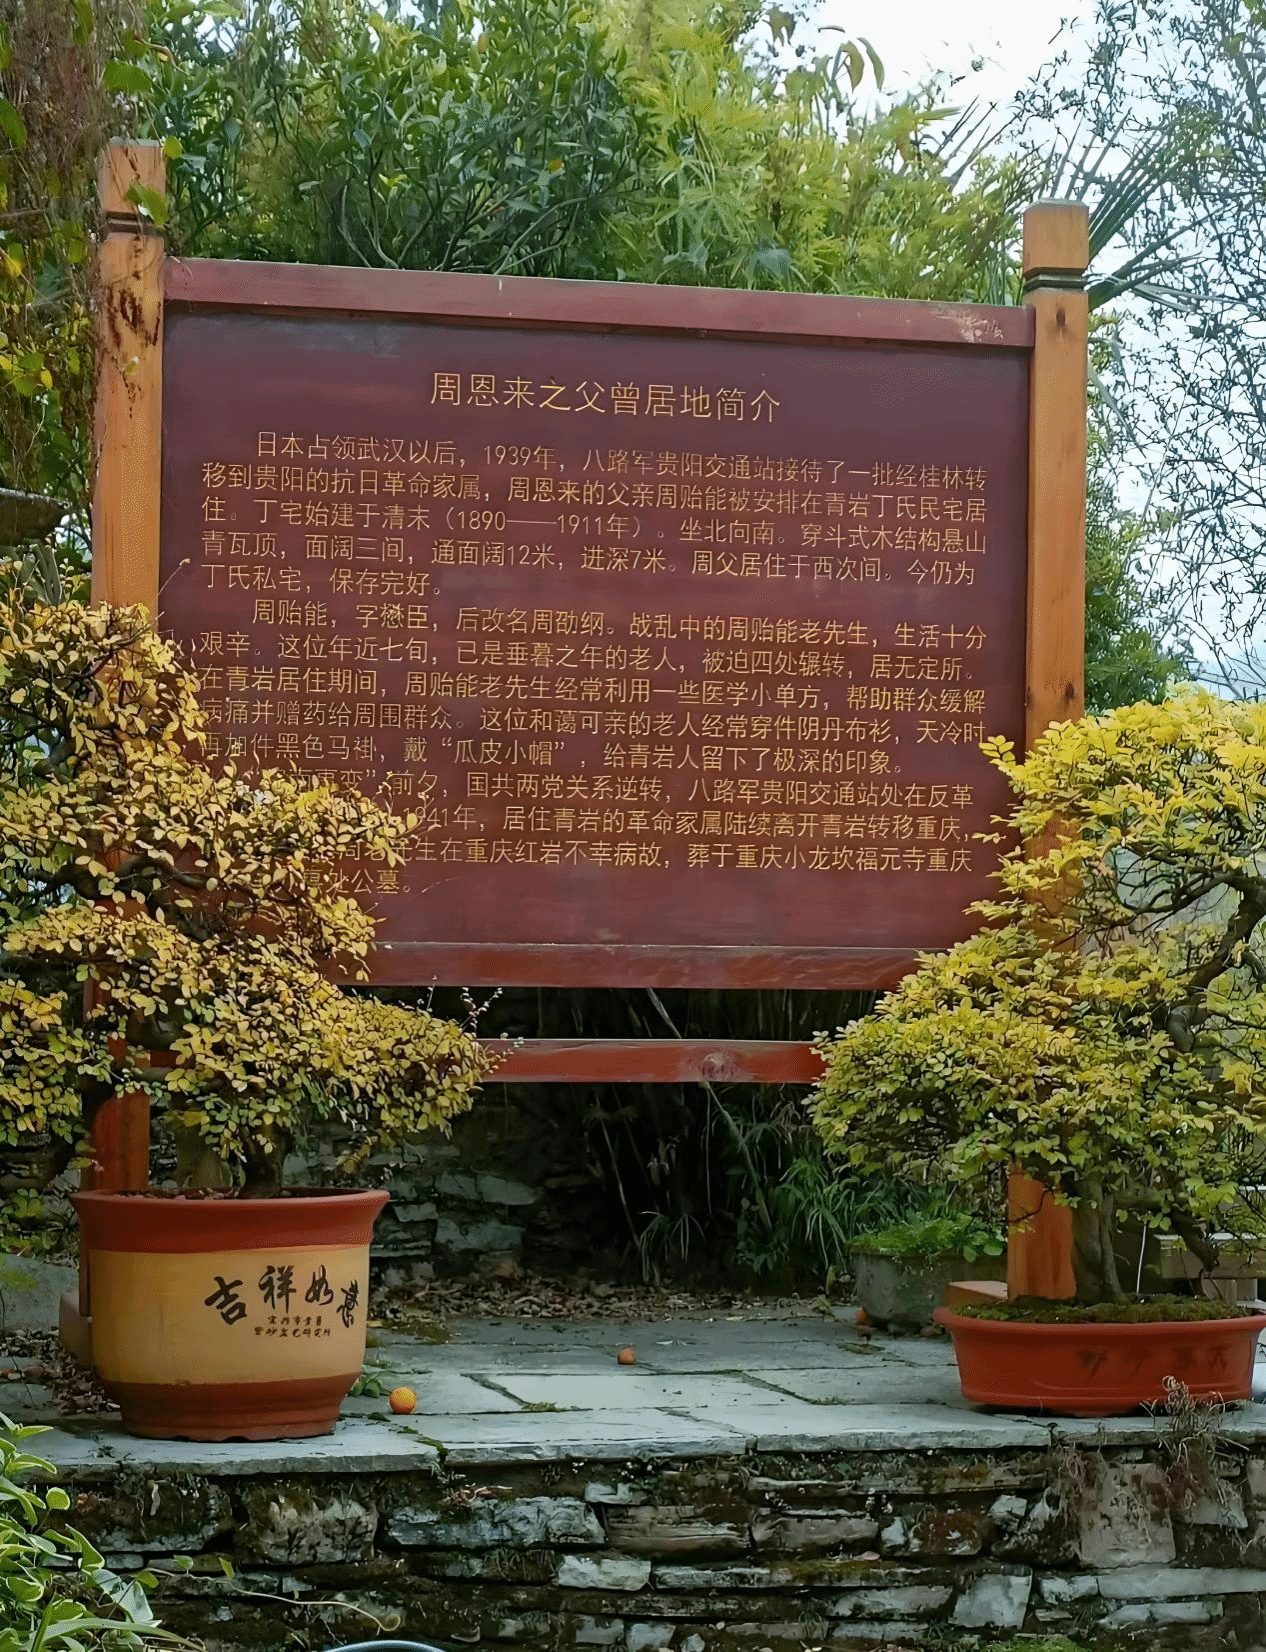 周恩来之父曾居地简介
日本占领武汉以后，1939年，八路军贵阳交通站接待了一批经桂林转
移到贵阳的抗日革命家属，周恩来的父亲周贻能被安排在青岩丁氏民宅居
住。丁宅始建于清末（1890——1911年）。坐北向南。穿斗式木结构悬山
青瓦顶，面阔三间，通面阔12米，进深7米。周父居住于西次间。今仍为
丁氏私宅，保存完好。
周贻能，字懋臣，后改名周劭纲。战乱中的周贻能老先生，生活十分
艰辛。这位年近七旬，已是垂暮之年的老人，被迫四处辗转，居无定所。
在青岩居住期间，周贻能老先生经常利用一些医学小单方，帮助群众缓解
病痛并赠药给周围群众。这位和蔼可亲的老人经常穿件阴丹布衫，天冷时
再加件黑色马褂，戴“瓜皮小帽”，给青岩人留下了极深的印象。
事变”前夕，国共两党关系逆转，八路军贵阳交通站处在反革
1941年，居住青岩的革命家属陆续离开青岩转移重庆，
周老先生在重庆红岩不幸病故，葬于重庆小龙坎福元寺重庆
事处公墓。
吉祥如意